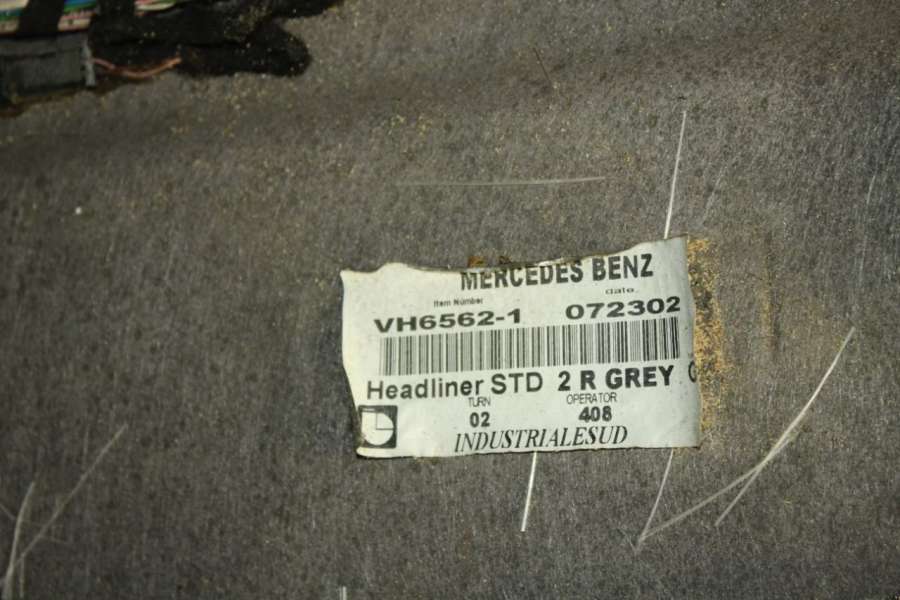 MERCEDES BENZ
Item Number date
VH6562-1 072302
Headliner STD 2 R GREY
TURN OPERATOR
02 408
INDUSTRIALESUD